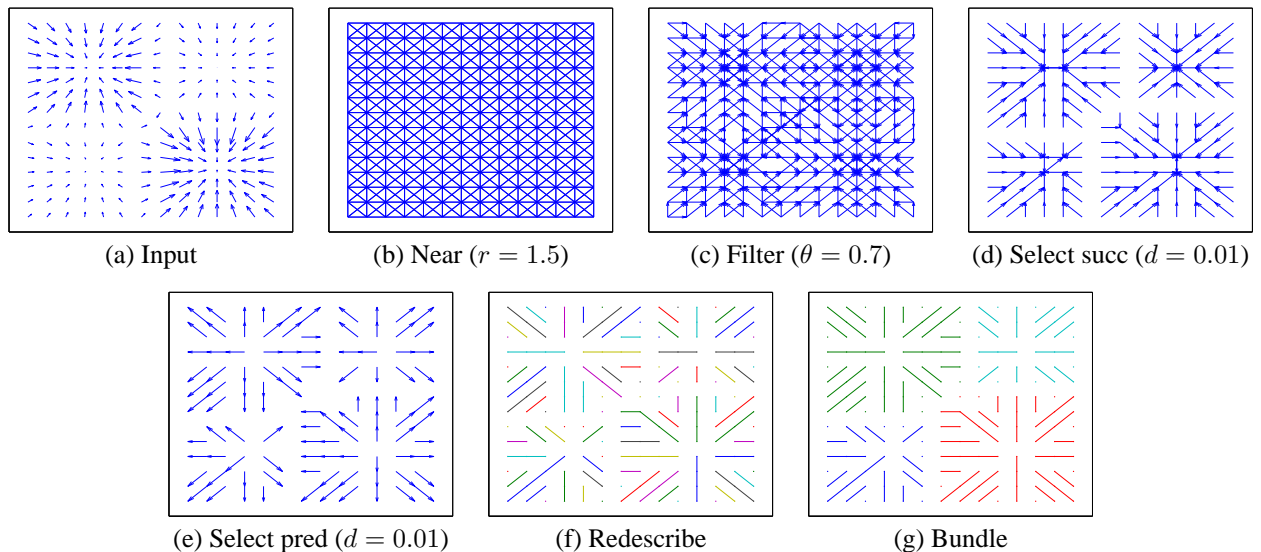 (a) Input
(b) Near (r = 1.5)
(c) Filter (θ = 0.7)
(d) Select succ (d = 0.01)
(e) Select pred (d = 0.01)
(f) Redescribe
(g) Bundle